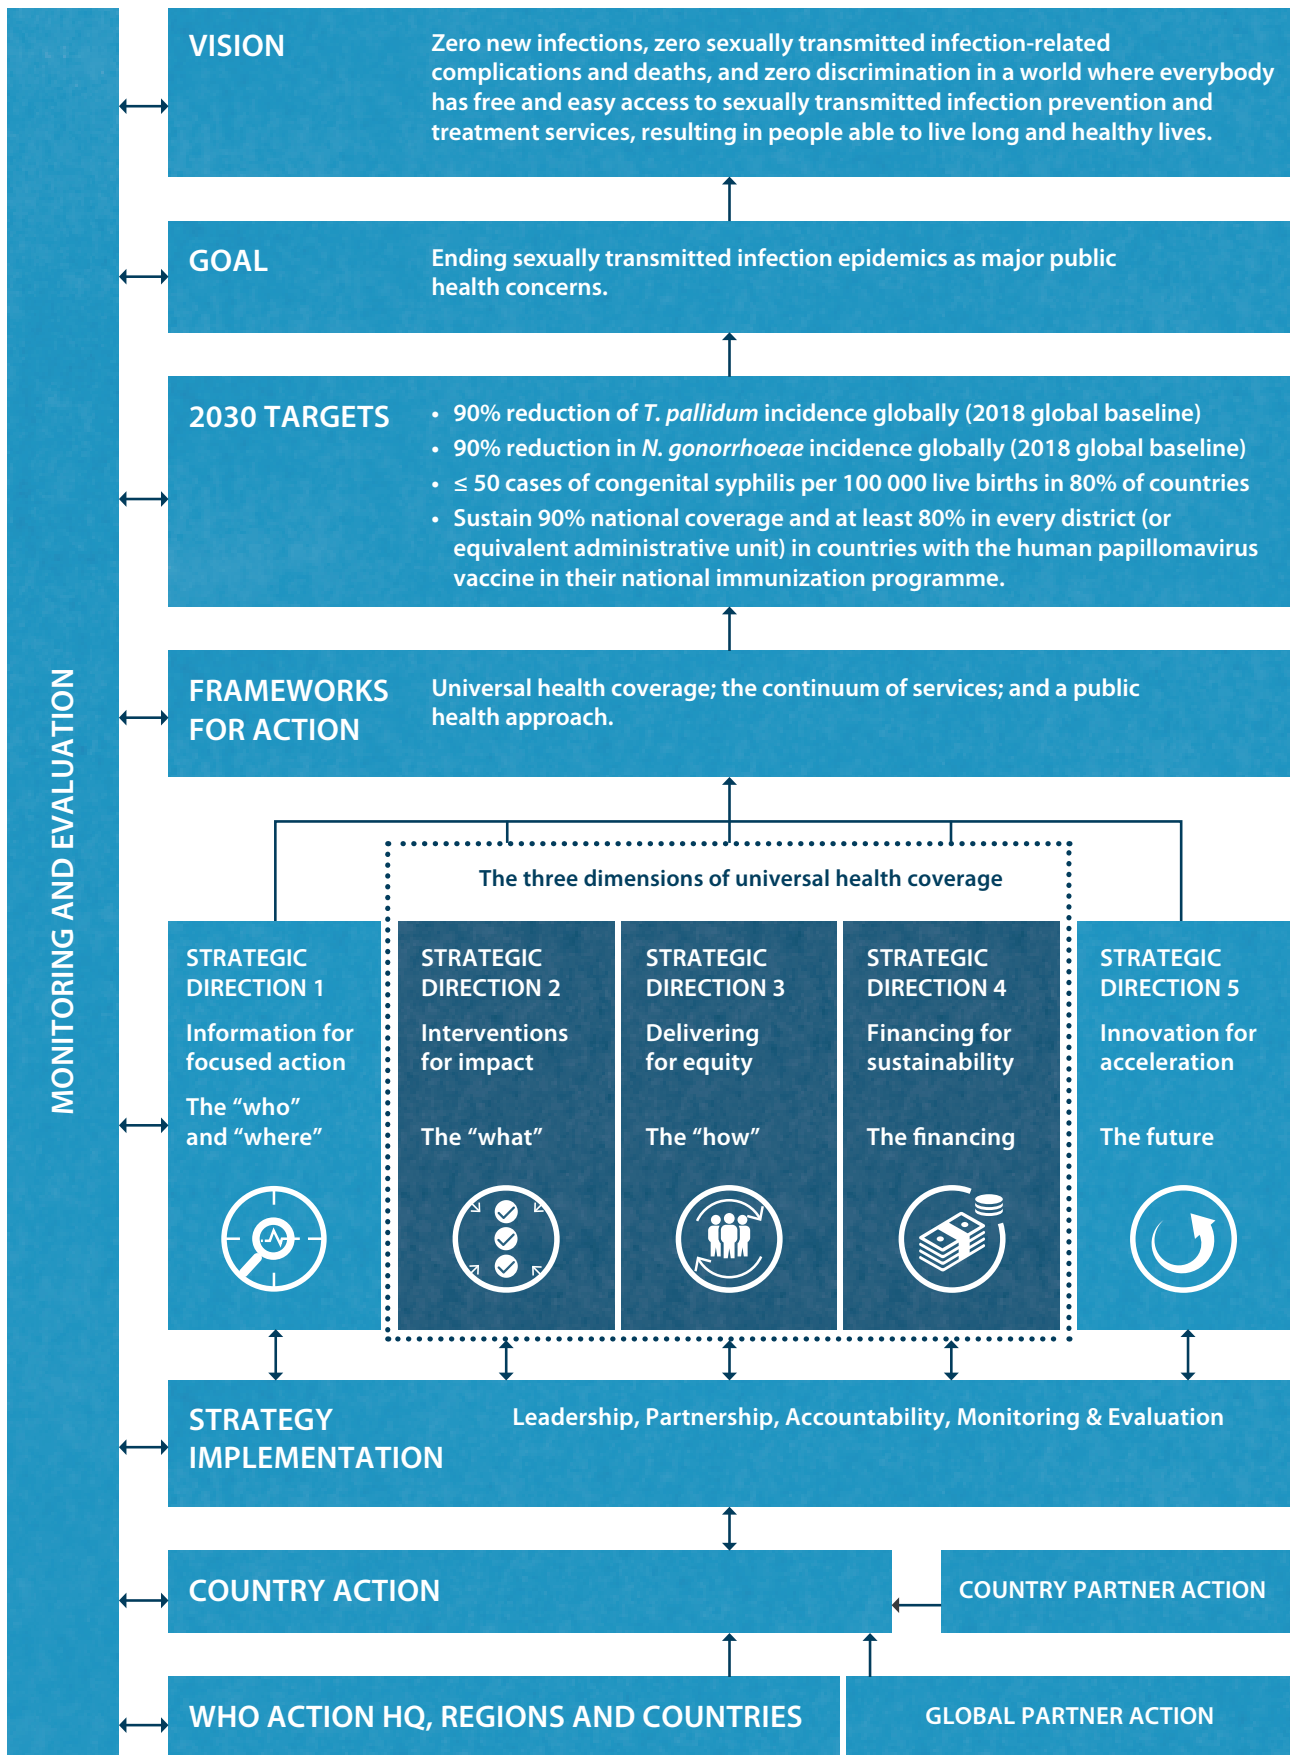 MONITORING AND EVALUATION
VISION
Zero new infections, zero sexually transmitted infection-related
complications and deaths, and zero discrimination in a world where everybody
has free and easy access to sexually transmitted infection prevention and
treatment services, resulting in people able to live long and healthy lives.
GOAL
Ending sexually transmitted infection epidemics as major public
health concerns.
2030 TARGETS
• 90% reduction of T. pallidum incidence globally (2018 global baseline)
• 90% reduction in N. gonorrhoeae incidence globally (2018 global baseline)
• ≤ 50 cases of congenital syphilis per 100 000 live births in 80% of countries
• Sustain 90% national coverage and at least 80% in every district (or
equivalent administrative unit) in countries with the human papillomavirus
vaccine in their national immunization programme.
FRAMEWORKS
FOR ACTION
Universal health coverage; the continuum of services; and a public
health approach.
The three dimensions of universal health coverage
STRATEGIC
DIRECTION 1
Information for
focused action
The “who”
and “where”
STRATEGIC
DIRECTION 2
Interventions
for impact
The “what”
STRATEGIC
DIRECTION 3
Delivering
for equity
The “how”
STRATEGIC
DIRECTION 4
Financing for
sustainability
The financing
STRATEGIC
DIRECTION 5
Innovation for
acceleration
The future
STRATEGY
IMPLEMENTATION
Leadership, Partnership, Accountability, Monitoring & Evaluation
COUNTRY ACTION
COUNTRY PARTNER ACTION
WHO ACTION HQ, REGIONS AND COUNTRIES
GLOBAL PARTNER ACTION